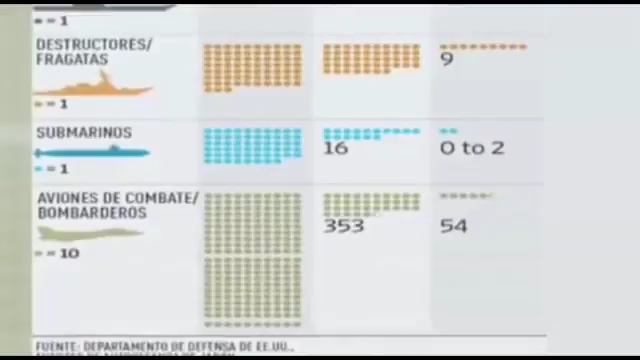 = 1
DESTRUCTORES/
FRAGATAS
9
= 1
SUBMARINOS
16
0 to 2
= 1
AVIONES DE COMBATE/
BOMBARDEROS
353
54
= 10
FUENTE: DEPARTAMENTO DE DEFENSA DE EE.UU.,